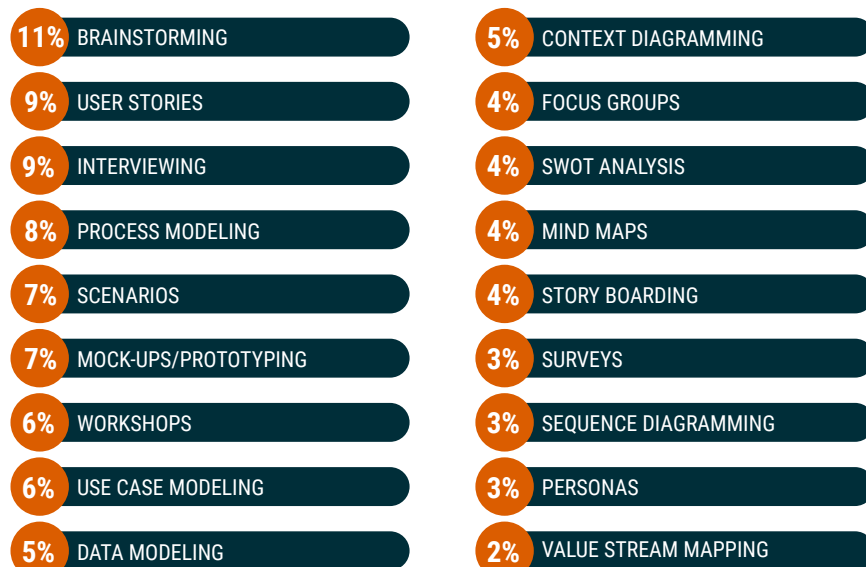 11% BRAINSTORMING
9% USER STORIES
9% INTERVIEWING
8% PROCESS MODELING
7% SCENARIOS
7% MOCK-UPS/PROTOTYPING
6% WORKSHOPS
6% USE CASE MODELING
5% DATA MODELING
5% CONTEXT DIAGRAMMING
4% FOCUS GROUPS
4% SWOT ANALYSIS
4% MIND MAPS
4% STORY BOARDING
3% SURVEYS
3% SEQUENCE DIAGRAMMING
3% PERSONAS
2% VALUE STREAM MAPPING